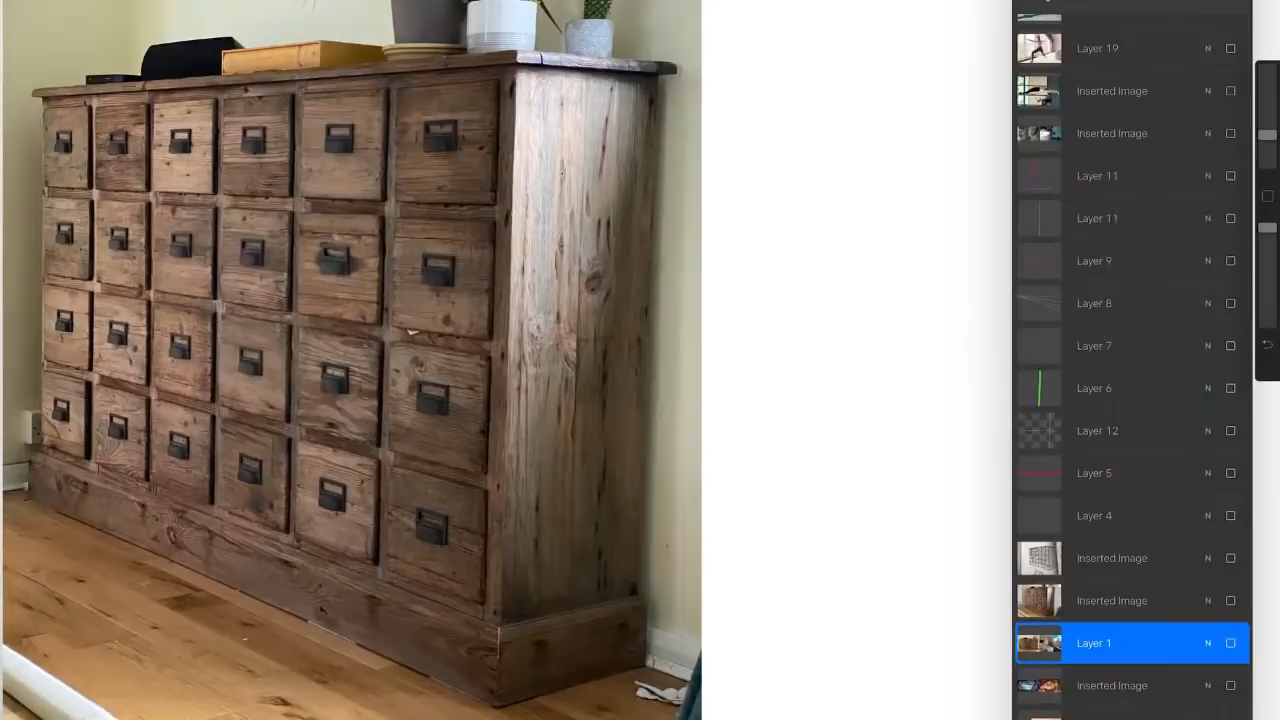 Layer 19 N
Inserted Image N
Inserted Image N
Layer 11 N
Layer 11 N
Layer 9 N
Layer 8 N
Layer 7 N
Layer 6 N
Layer 12 N
Layer 5 N
Layer 4 N
Inserted Image N
Inserted Image N
Layer 1 N
Inserted Image N